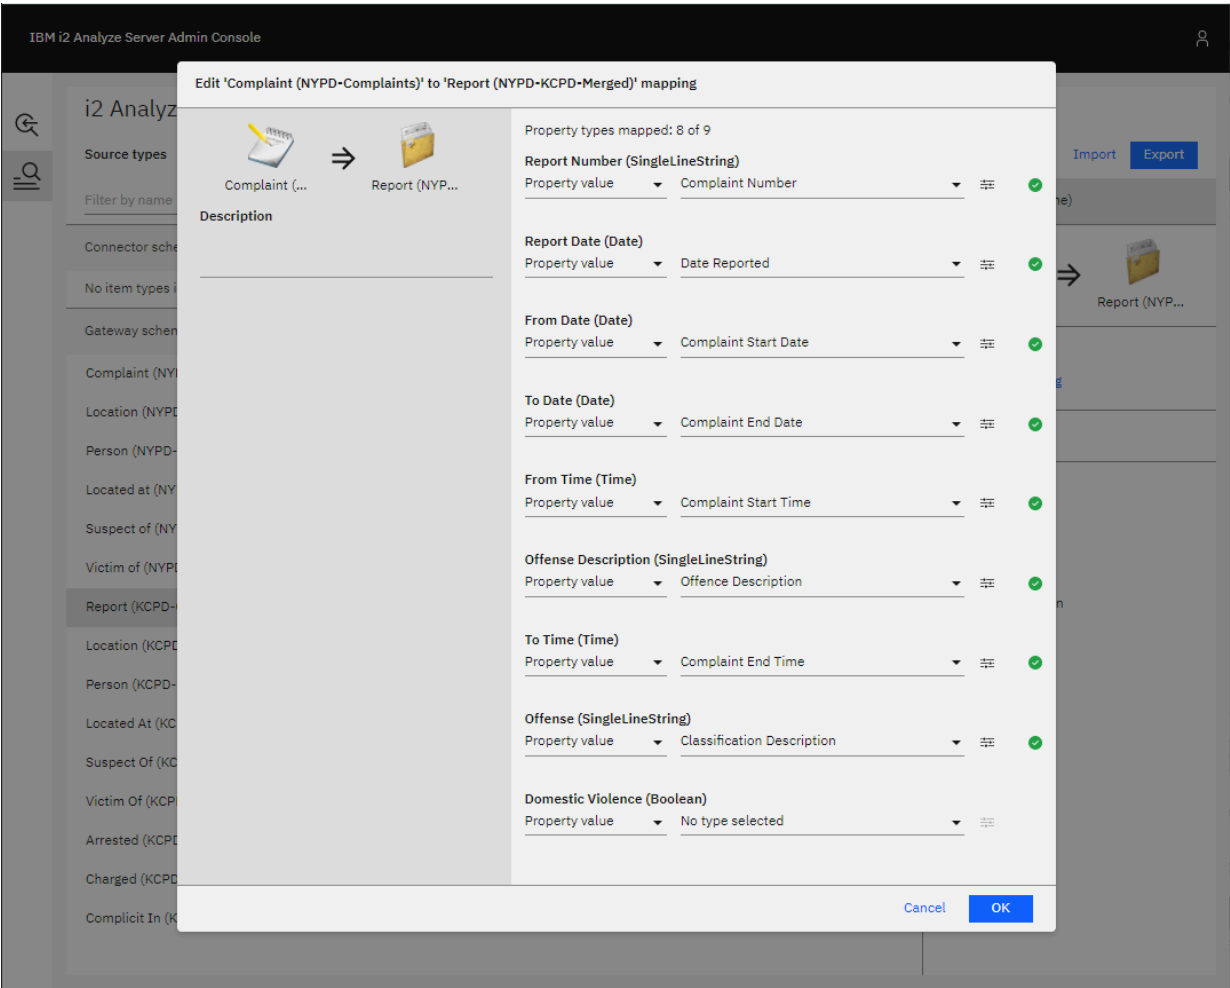 IBM i2 Analyze Server Admin Console
Edit 'Complaint (NYPD-Complaints)' to 'Report (NYPD-KCPD-Merged)' mapping
i2 Analyz
Source types
Filter by name
Connector sche
No item types i
Gateway schen
Complaint (NYI
Location (NYPD
Person (NYPD-
Located at (NY
Suspect of (NY
Victim of (NYPD
Report (KCPD-
Location (KCPD
Person (KCPD-
Located At (KC
Suspect Of (KC
Victim Of (KCPI
Arrested (KCPD
Charged (KCPD
Complicit In (K
Complaint (...
Report (NYP...
Description
Property types mapped: 8 of 9
Report Number (SingleLineString)
Property value Complaint Number
Report Date (Date)
Property value Date Reported
From Date (Date)
Property value Complaint Start Date
To Date (Date)
Property value Complaint End Date
From Time (Time)
Property value Complaint Start Time
Offense Description (SingleLineString)
Property value Offence Description
To Time (Time)
Property value Complaint End Time
Offense (SingleLineString)
Property value Classification Description
Domestic Violence (Boolean)
Property value No type selected
Cancel OK
Import Export
ne)
Report (NYP...
g
n